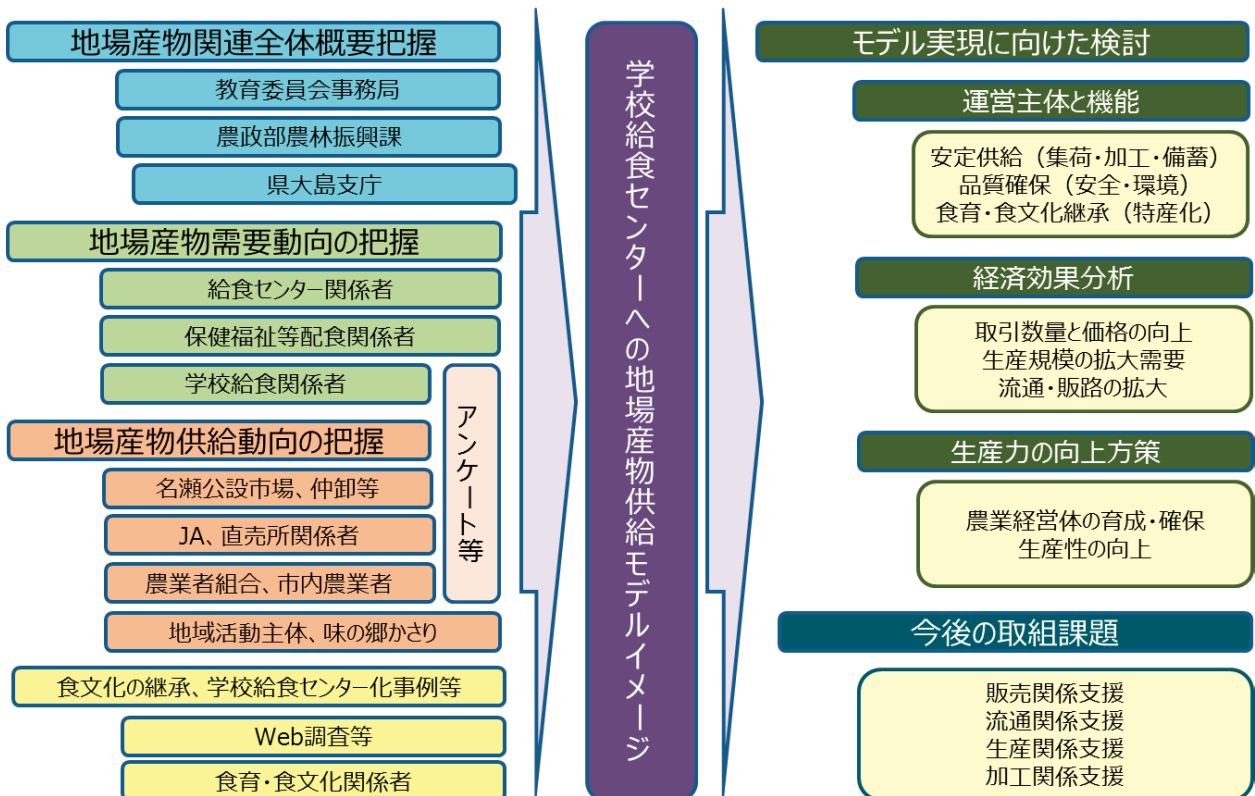 地場産物関連全体概要把握
教育委員会事務局
農政部農林振興課
県大島支庁
地場産物需要動向の把握
給食センター関係者
保健福祉等配食関係者
学校給食関係者
地場産物供給動向の把握
名瀬公設市場、仲卸等
JA、直売所関係者
農業者組合、市内農業者
地域活動主体、味の郷かさり
アンケート等
食文化の継承、学校給食センター化事例等
Web調査等
食育・食文化関係者
学校給食センターへの地場産物供給モデルイメージ
モデル実現に向けた検討
運営主体と機能
安定供給（集荷・加工・備蓄）
品質確保（安全・環境）
食育・食文化継承（特産化）
経済効果分析
取引数量と価格の向上
生産規模の拡大需要
流通・販路の拡大
生産力の向上方策
農業経営体の育成・確保
生産性の向上
今後の取組課題
販売関係支援
流通関係支援
生産関係支援
加工関係支援